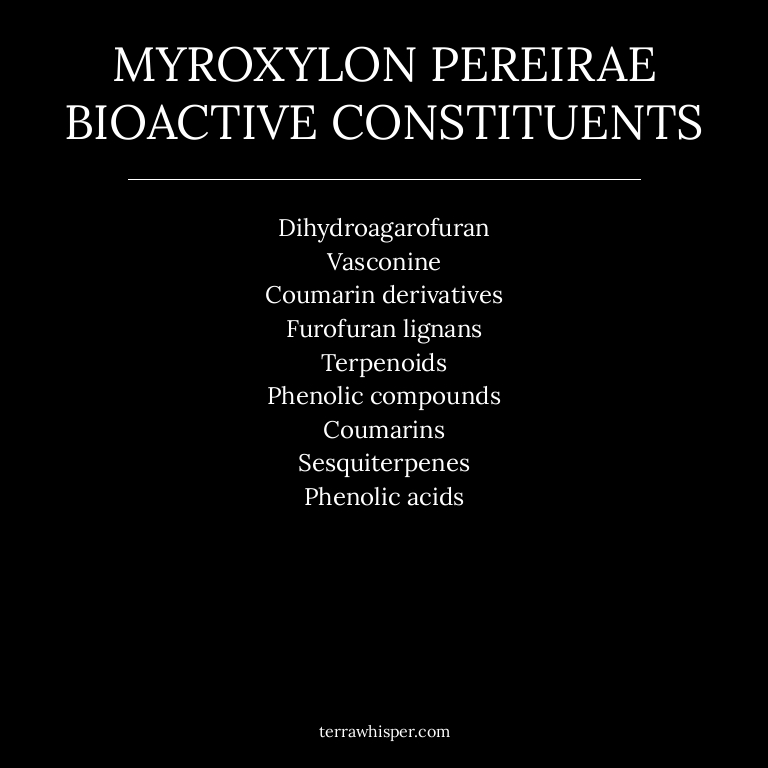 MYROXYLON PEREIRAE
BIOACTIVE CONSTITUENTS
Dihydroagarofuran
Vasconine
Coumarin derivatives
Furofuran lignans
Terpenoids
Phenolic compounds
Coumarins
Sesquiterpenes
Phenolic acids
terrawhisper.com